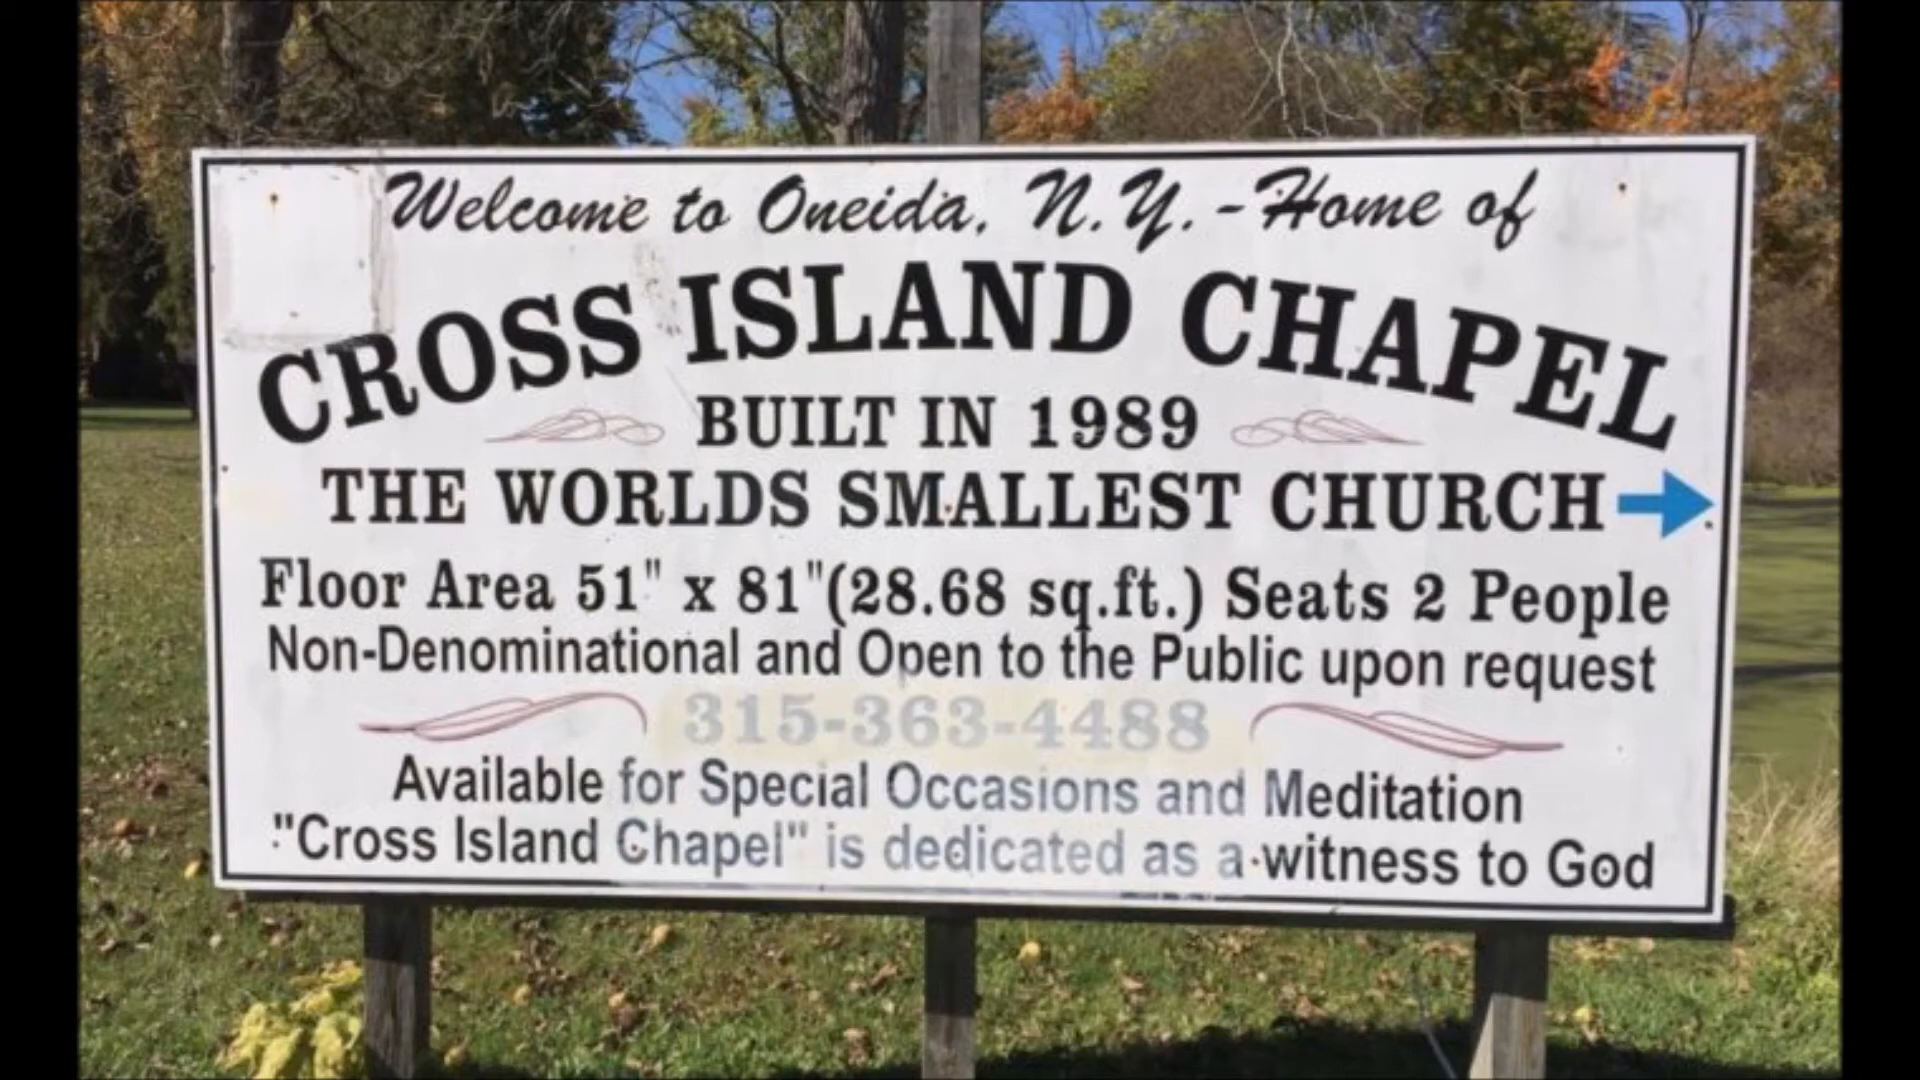 Welcome to Oneida, N.Y. - Home of
CROSS ISLAND CHAPEL
BUILT IN 1989
THE WORLDS SMALLEST CHURCH
Floor Area 51" x 81"(28.68 sq.ft.) Seats 2 People
Non-Denominational and Open to the Public upon request
315-363-4488
Available for Special Occasions and Meditation
"Cross Island Chapel" is dedicated as a witness to God